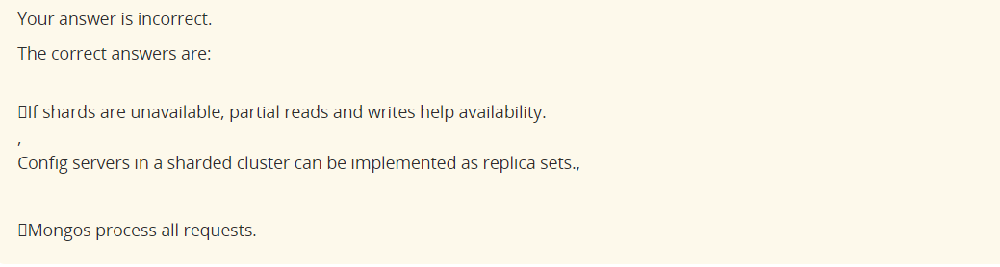 Your answer is incorrect.
The correct answers are:
▯If shards are unavailable, partial reads and writes help availability.
,
Config servers in a sharded cluster can be implemented as replica sets.,
▯Mongos process all requests.